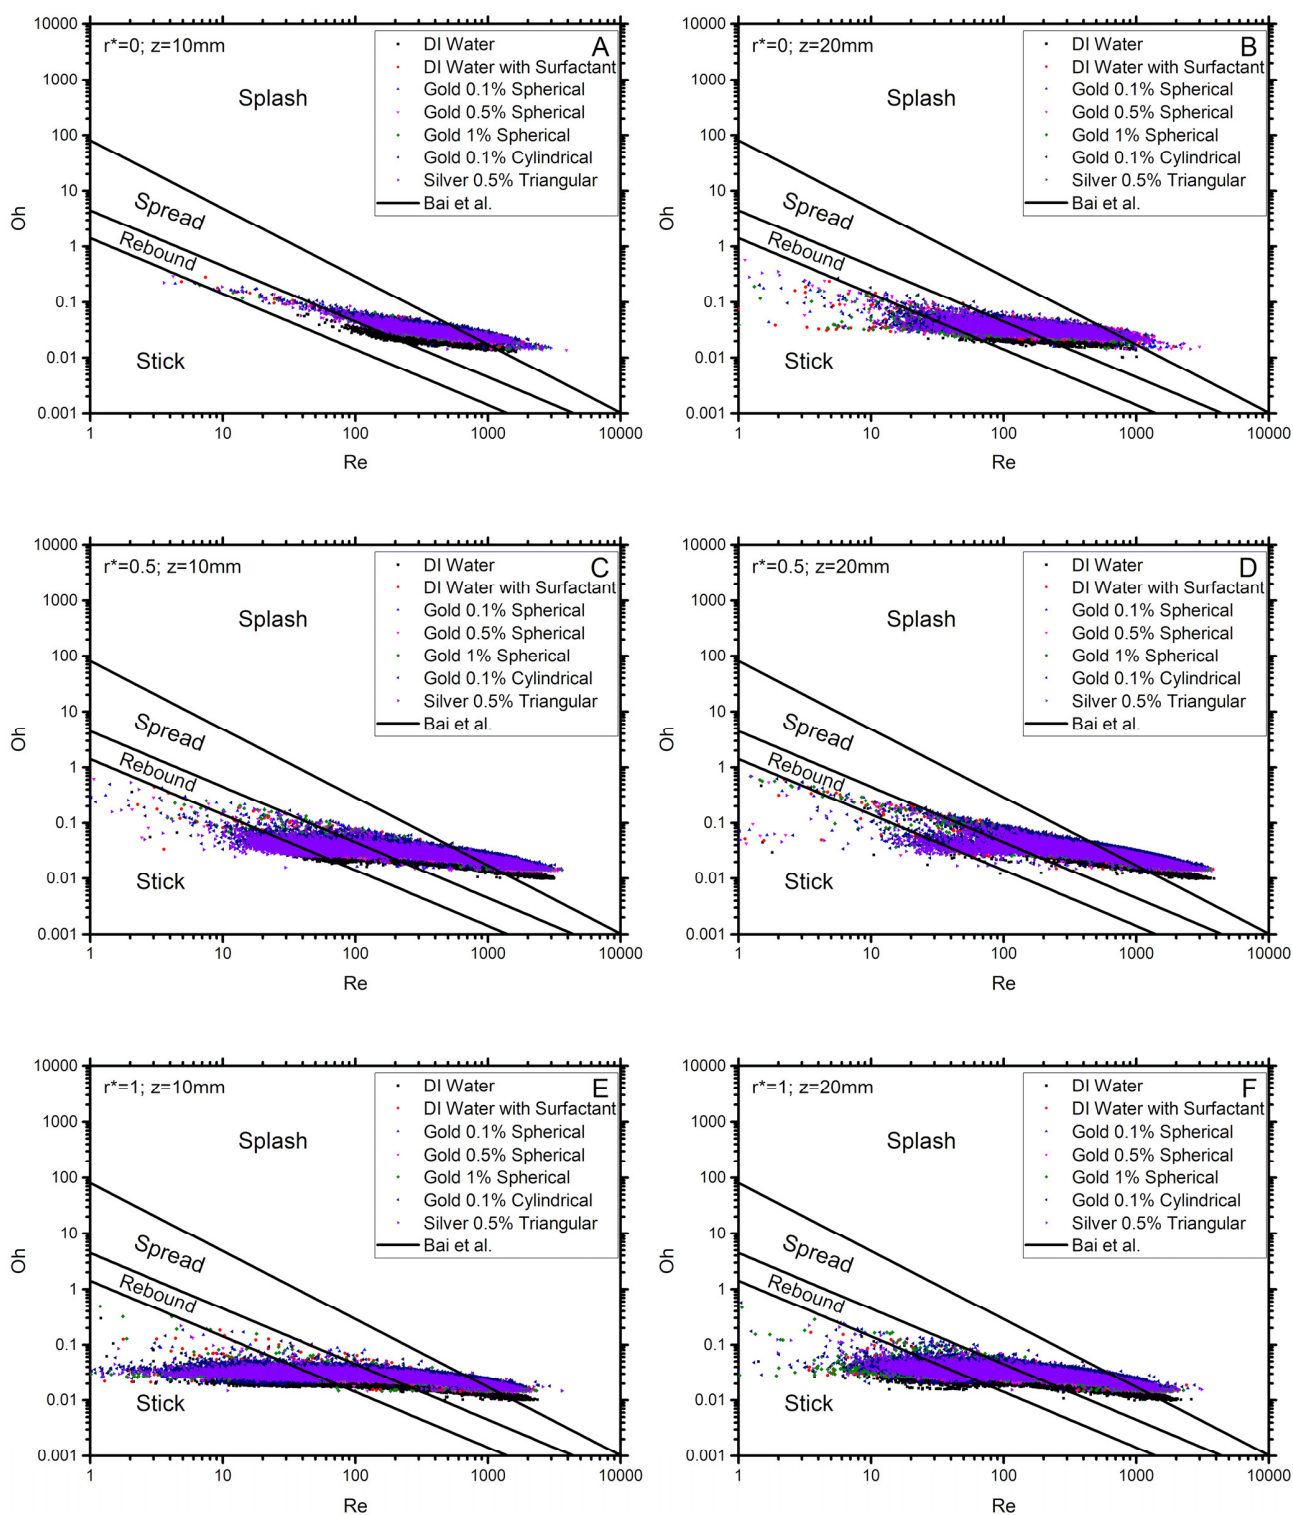 r*=0; z=10mm
A
DI Water
DI Water with Surfactant
Gold 0.1% Spherical
Gold 0.5% Spherical
Gold 1% Spherical
Gold 0.1% Cylindrical
Silver 0.5% Triangular
Bai et al.
Splash
Spread
Rebound
Stick
10000
1000
100
10
1
0.1
0.01
0.001
Oh
1 10 100 1000 10000
Re
r*=0; z=20mm
B
DI Water
DI Water with Surfactant
Gold 0.1% Spherical
Gold 0.5% Spherical
Gold 1% Spherical
Gold 0.1% Cylindrical
Silver 0.5% Triangular
Bai et al.
Splash
Spread
Rebound
Stick
10000
1000
100
10
1
0.1
0.01
0.001
Oh
1 10 100 1000 10000
Re
r*=0.5; z=10mm
C
DI Water
DI Water with Surfactant
Gold 0.1% Spherical
Gold 0.5% Spherical
Gold 1% Spherical
Gold 0.1% Cylindrical
Silver 0.5% Triangular
Bai et al.
Splash
Spread
Rebound
Stick
10000
1000
100
10
1
0.1
0.01
0.001
Oh
1 10 100 1000 10000
Re
r*=0.5; z=20mm
D
DI Water
DI Water with Surfactant
Gold 0.1% Spherical
Gold 0.5% Spherical
Gold 1% Spherical
Gold 0.1% Cylindrical
Silver 0.5% Triangular
Bai et al.
Splash
Spread
Rebound
Stick
10000
1000
100
10
1
0.1
0.01
0.001
Oh
1 10 100 1000 10000
Re
r*=1; z=10mm
E
DI Water
DI Water with Surfactant
Gold 0.1% Spherical
Gold 0.5% Spherical
Gold 1% Spherical
Gold 0.1% Cylindrical
Silver 0.5% Triangular
Bai et al.
Splash
Spread
Rebound
Stick
10000
1000
100
10
1
0.1
0.01
0.001
Oh
1 10 100 1000 10000
Re
r*=1; z=20mm
F
DI Water
DI Water with Surfactant
Gold 0.1% Spherical
Gold 0.5% Spherical
Gold 1% Spherical
Gold 0.1% Cylindrical
Silver 0.5% Triangular
Bai et al.
Splash
Spread
Rebound
Stick
10000
1000
100
10
1
0.1
0.01
0.001
Oh
1 10 100 1000 10000
Re